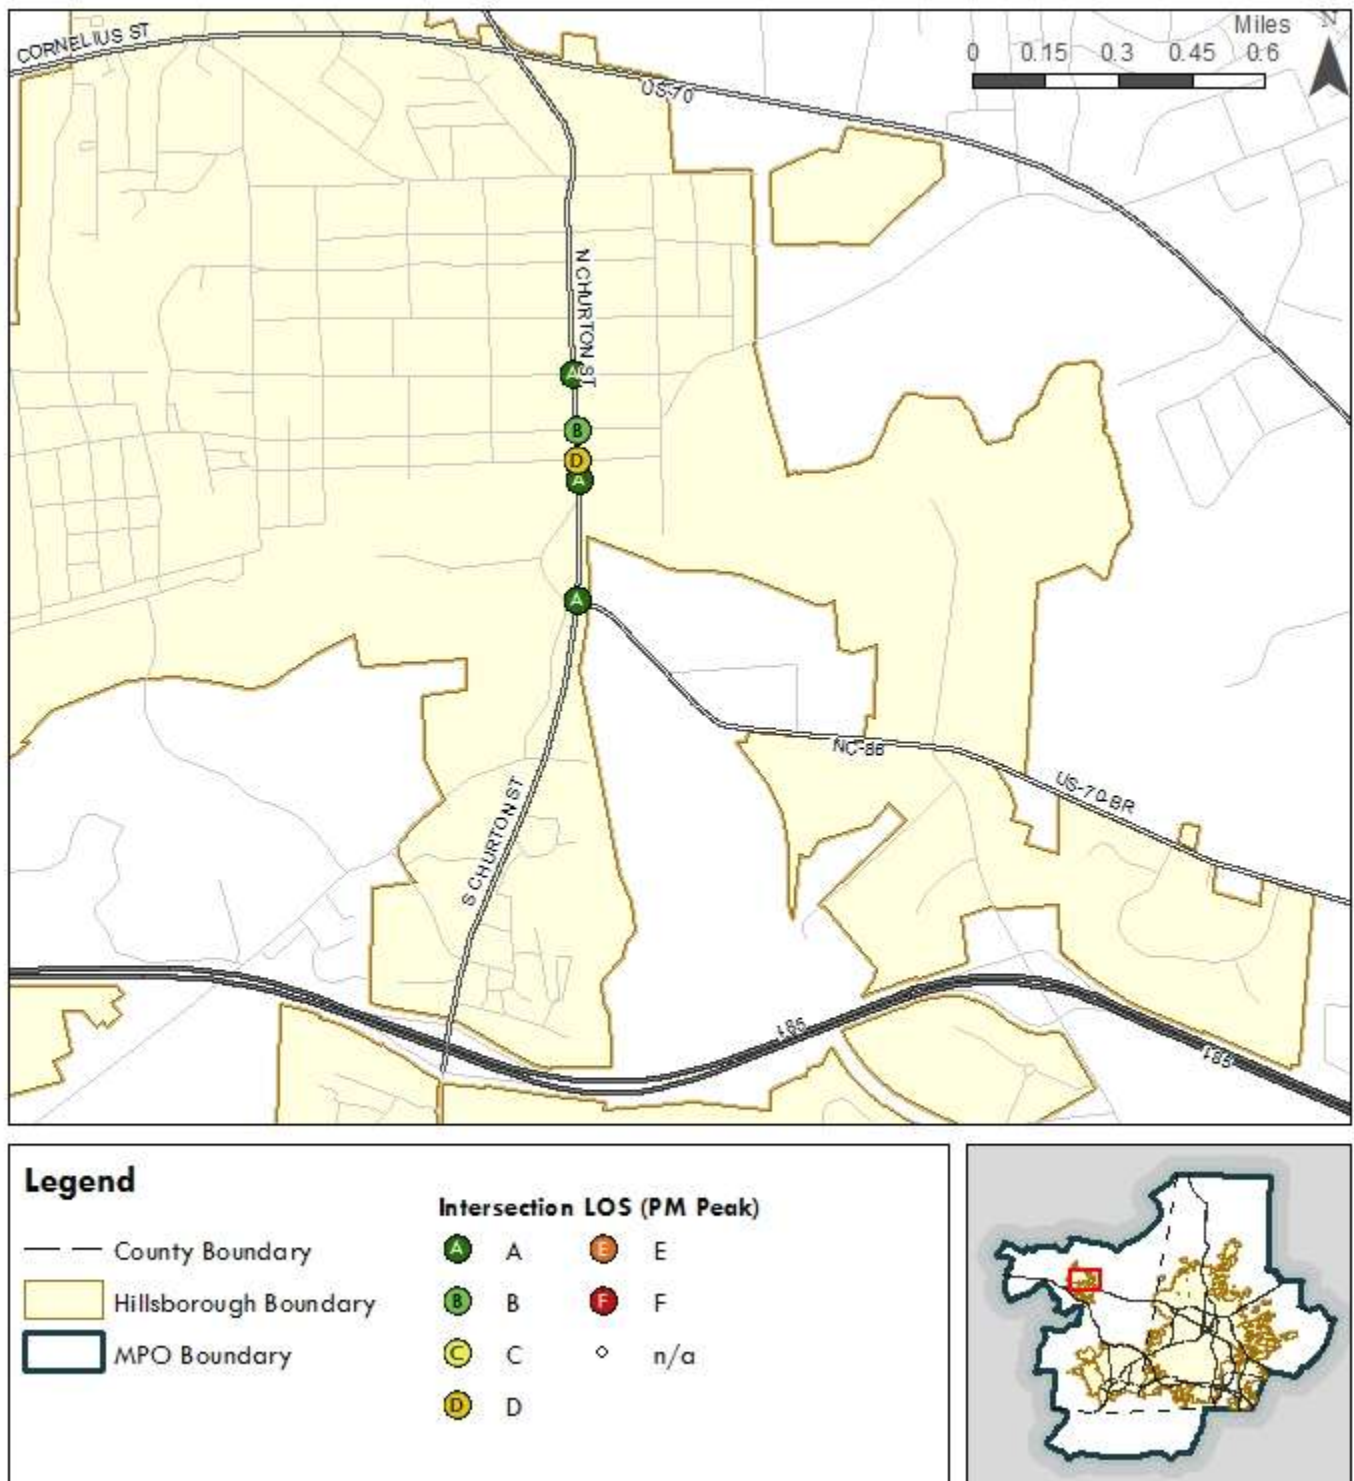 Miles
N
CORNELIUS ST
0 0.15 0.3 0.45 0.6
US-70
N CHURTON ST
A
B
D
A
A
NC-86
US-70-BR
S CHURTON ST
I85
I85
Legend
Intersection LOS (PM Peak)
County Boundary
A A E E
Hillsborough Boundary
B B F F
MPO Boundary
C C n/a
D D